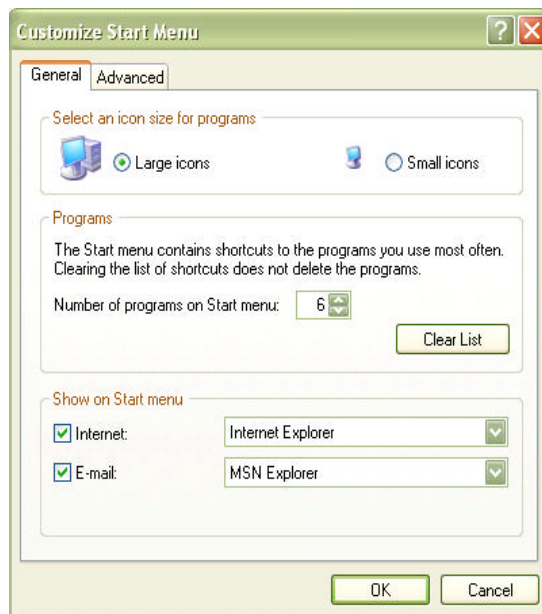 Customize Start Menu
General Advanced
Select an icon size for programs
Large icons Small icons
Programs
The Start menu contains shortcuts to the programs you use most often.
Clearing the list of shortcuts does not delete the programs.
Number of programs on Start menu: 6
Clear List
Show on Start menu
Internet: Internet Explorer
E-mail: MSN Explorer
OK Cancel